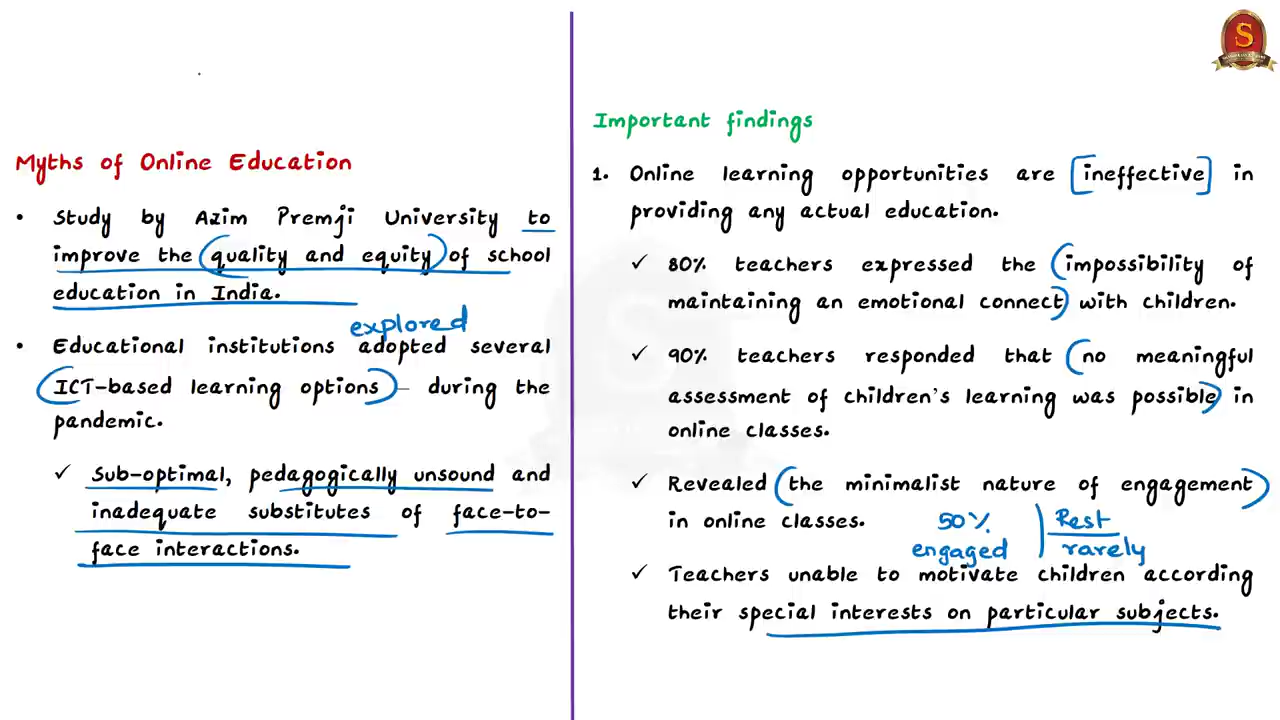 Myths of Online Education
• Study by Azim Premji University to
improve the (quality and equity) of school
education in India.
explored
• Educational institutions adopted several
(ICT-based learning options) – during the
pandemic.
✓ Sub-optimal, pedagogically unsound and
inadequate substitutes of face-to-
face interactions.
S
Important findings
1. Online learning opportunities are [ineffective] in
providing any actual education.
✓ 80% teachers expressed the (impossibility of
maintaining an emotional connect) with children.
✓ 90% teachers responded that (no meaningful
assessment of children's learning was possible) in
online classes.
✓ Revealed (the minimalist nature of engagement)
in online classes.
50% | Rest
engaged | rarely
✓ Teachers unable to motivate children according
their special interests on particular subjects.